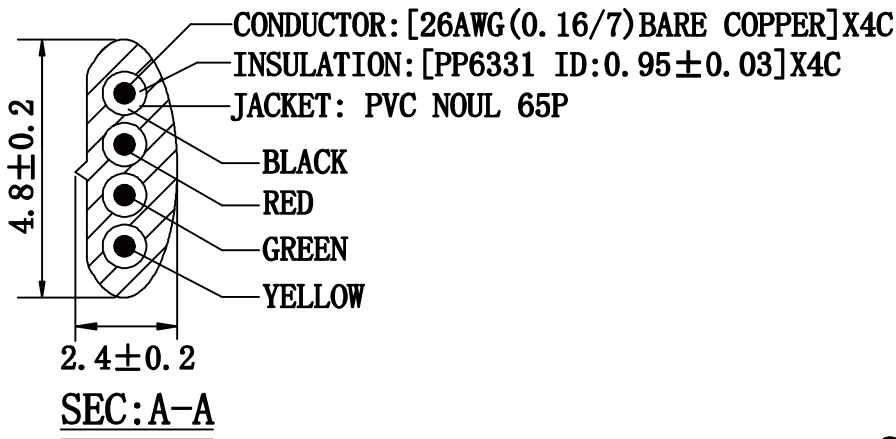 CONDUCTOR:[26AWG(0.16/7)BARE COPPER]X4C
INSULATION:[PP6331 ID:0.95±0.03]X4C
JACKET: PVC NOUL 65P
BLACK
RED
GREEN
YELLOW
4.8±0.2
2.4±0.2
SEC:A-A